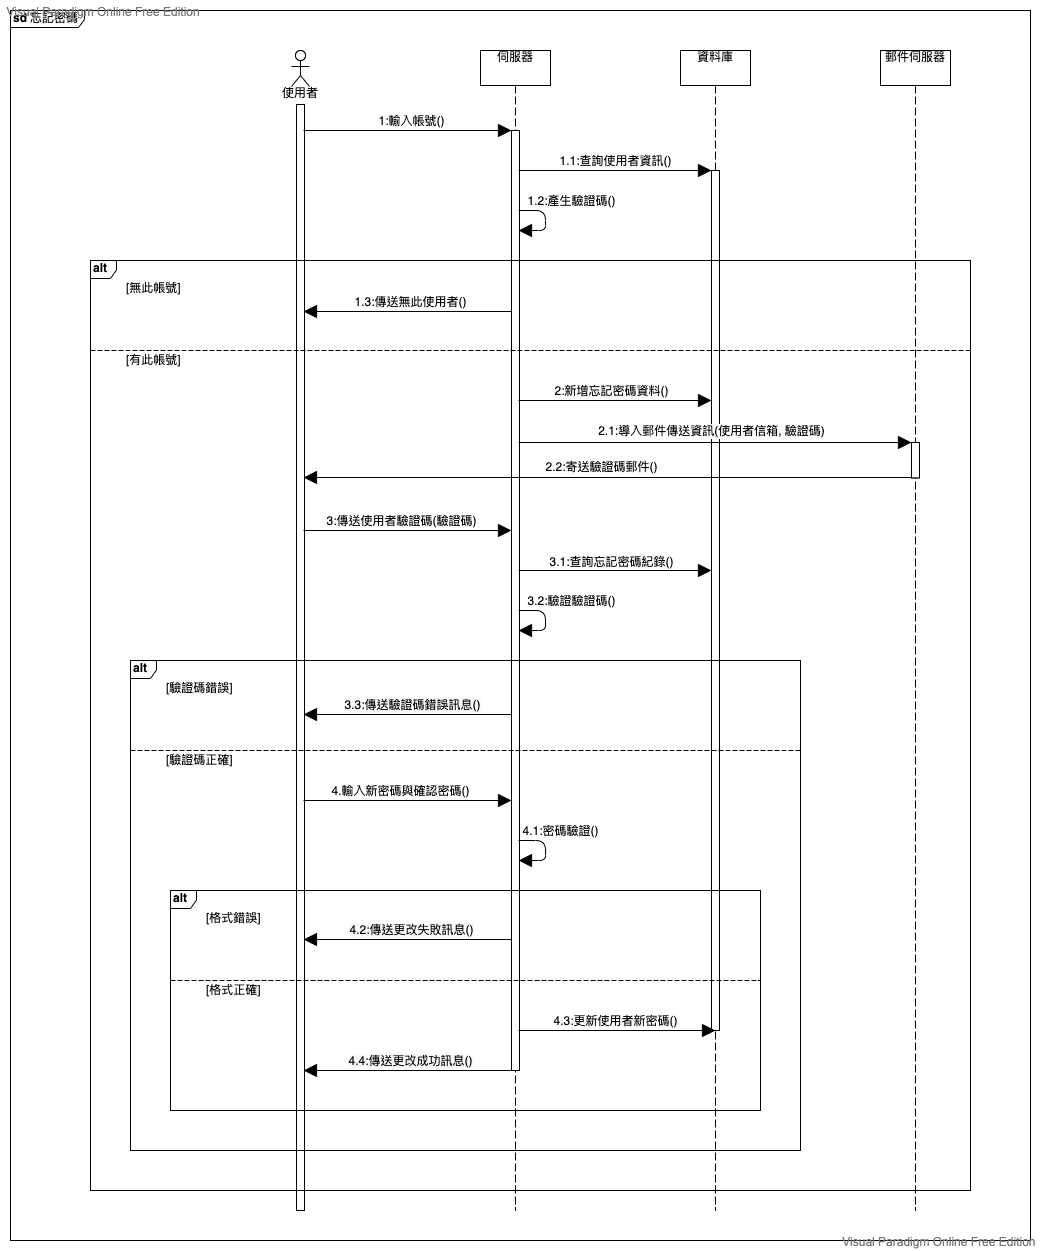 Visual Paradigm Online Free Edition
sd 忘記密碼
使用者
伺服器
資料庫
郵件伺服器
1:輸入帳號()
1.1:查詢使用者資訊()
1.2:產生驗證碼()
alt
[無此帳號]
1.3:傳送無此使用者()
[有此帳號]
2:新增忘記密碼資料()
2.1:導入郵件傳送資訊(使用者信箱, 驗證碼)
2.2:寄送驗證碼郵件()
3:傳送使用者驗證碼(驗證碼)
3.1:查詢忘記密碼紀錄()
3.2:驗證驗證碼()
alt
[驗證碼錯誤]
3.3:傳送驗證碼錯誤訊息()
[驗證碼正確]
4.輸入新密碼與確認密碼()
4.1:密碼驗證()
alt
[格式錯誤]
4.2:傳送更改失敗訊息()
[格式正確]
4.3:更新使用者新密碼()
4.4:傳送更改成功訊息()
Visual Paradigm Online Free Edition